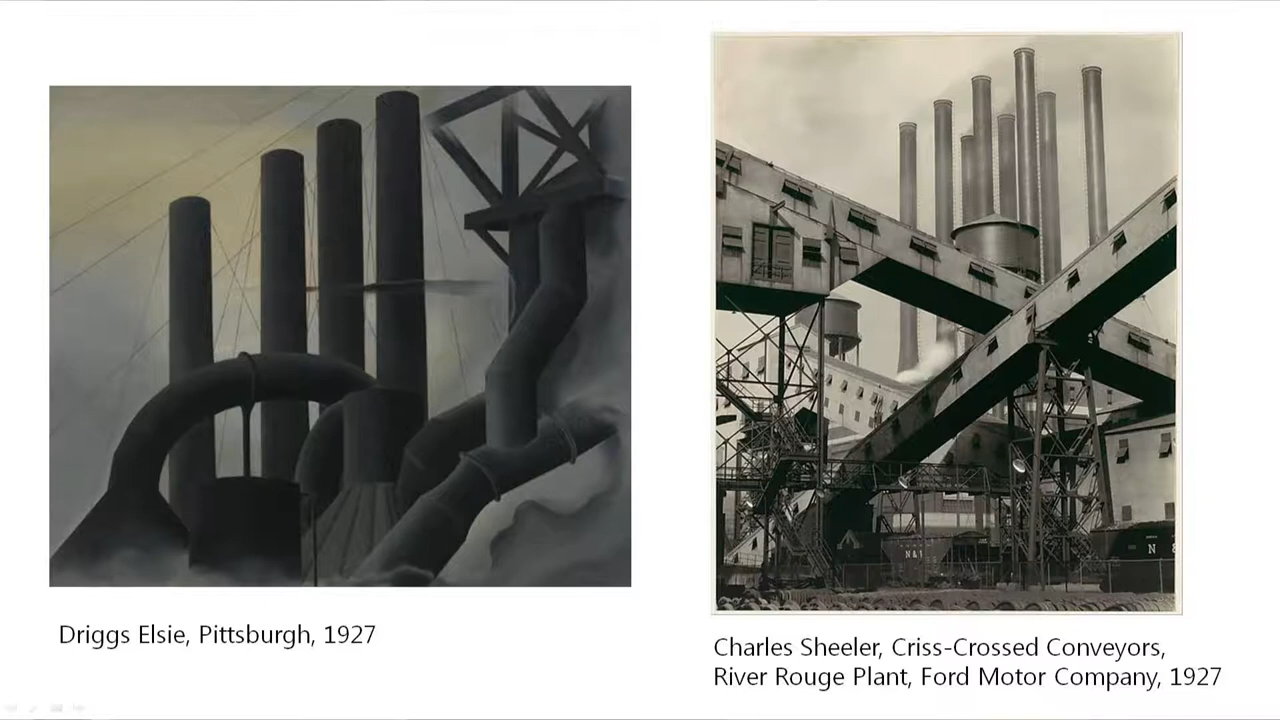 Driggs Elsie, Pittsburgh, 1927
Charles Sheeler, Criss-Crossed Conveyors,
River Rouge Plant, Ford Motor Company, 1927
N&W
N &